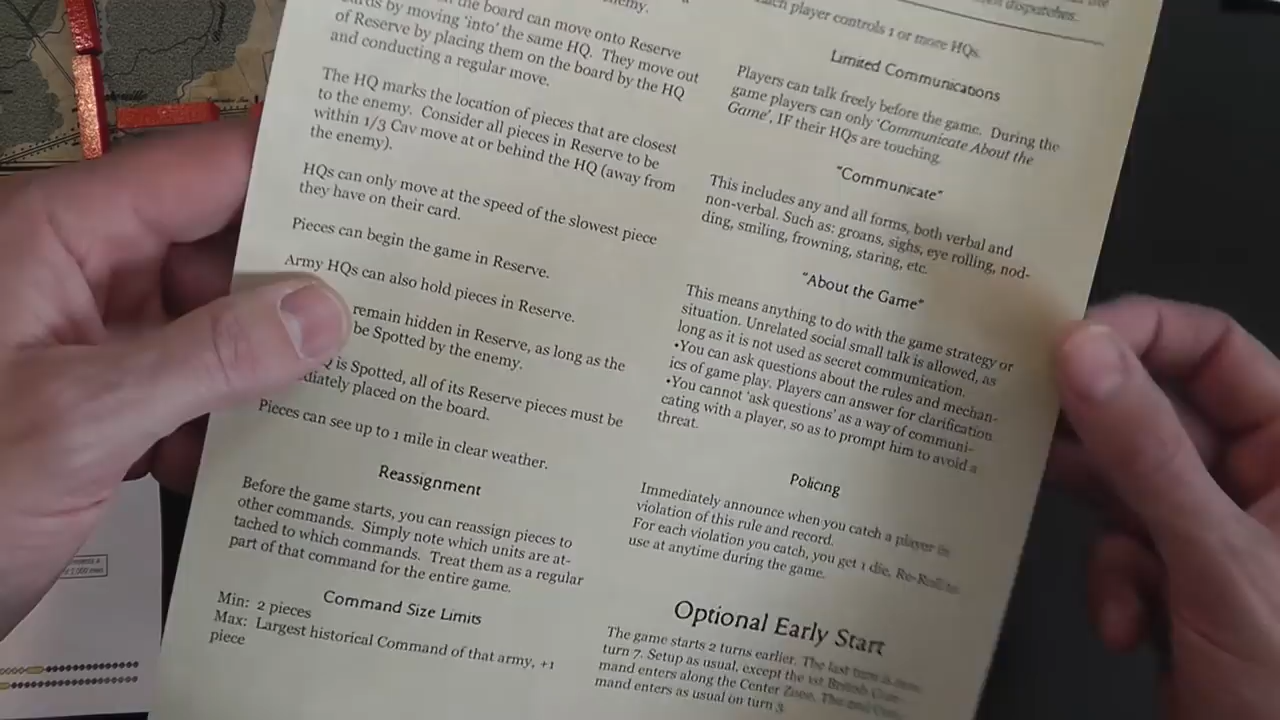 the board can move onto Reserve
by moving 'into' the same HQ. They move out
of Reserve by placing them on the board by the HQ
and conducting a regular move.
The HQ marks the location of pieces that are closest
to the enemy. Consider all pieces in Reserve to be
within 1/3 Cav move at or behind the HQ (away from
the enemy).
HQs can only move at the speed of the slowest piece
they have on their card.
Pieces can begin the game in Reserve.
Army HQs can also hold pieces in Reserve.
remain hidden in Reserve, as long as the
be Spotted by the enemy.
is Spotted, all of its Reserve pieces must be
placed on the board.
Pieces can see up to 1 mile in clear weather.
Reassignment
Before the game starts, you can reassign pieces to
other commands. Simply note which units are at-
tached to which commands. Treat them as a regular
part of that command for the entire game.
Command Size Limits
Min: 2 pieces
Max: Largest historical Command of that army, +1
piece
dispatches.
player controls 1 or more HQs.
Limited Communications
Players can talk freely before the game. During the
game players can only 'Communicate About the
Game', IF their HQs are touching.
"Communicate"
This includes any and all forms, both verbal and
non-verbal. Such as: groans, sighs, eye rolling, nod-
ding, smiling, frowning, staring, etc.
"About the Game"
This means anything to do with the game strategy or
situation. Unrelated social small talk is allowed, as
long as it is not used as secret communication.
•You can ask questions about the rules and mechan-
ics of game play. Players can answer for clarification.
•You cannot 'ask questions' as a way of communi-
cating with a player, so as to prompt him to avoid a
threat.
Policing
Immediately announce when you catch a player in
violation of this rule and record.
For each violation you catch, you get 1 die, Re-Roll to
use at anytime during the game.
Optional Early Start
The game starts 2 turns earlier. The last turn is
turn 7. Setup as usual, except the 1st British Com-
mand enters along the Center Zone. The 2nd Com-
mand enters as usual on turn 3